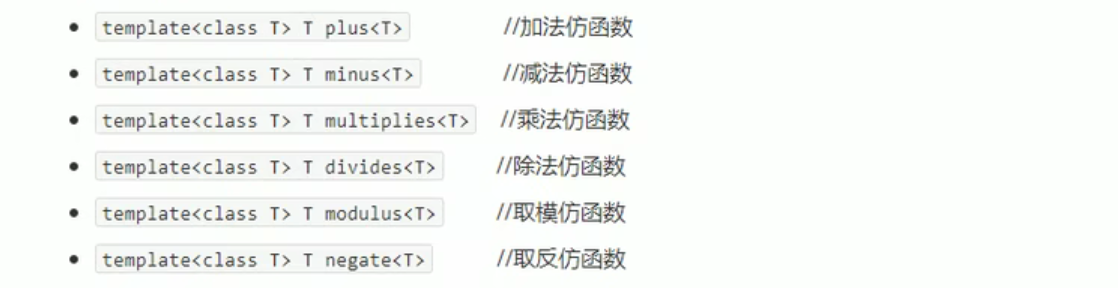 template<class T> T plus<T> //加法仿函数
template<class T> T minus<T> //减法仿函数
template<class T> T multiplies<T> //乘法仿函数
template<class T> T divides<T> //除法仿函数
template<class T> T modulus<T> //取模仿函数
template<class T> T negate<T> //取反仿函数